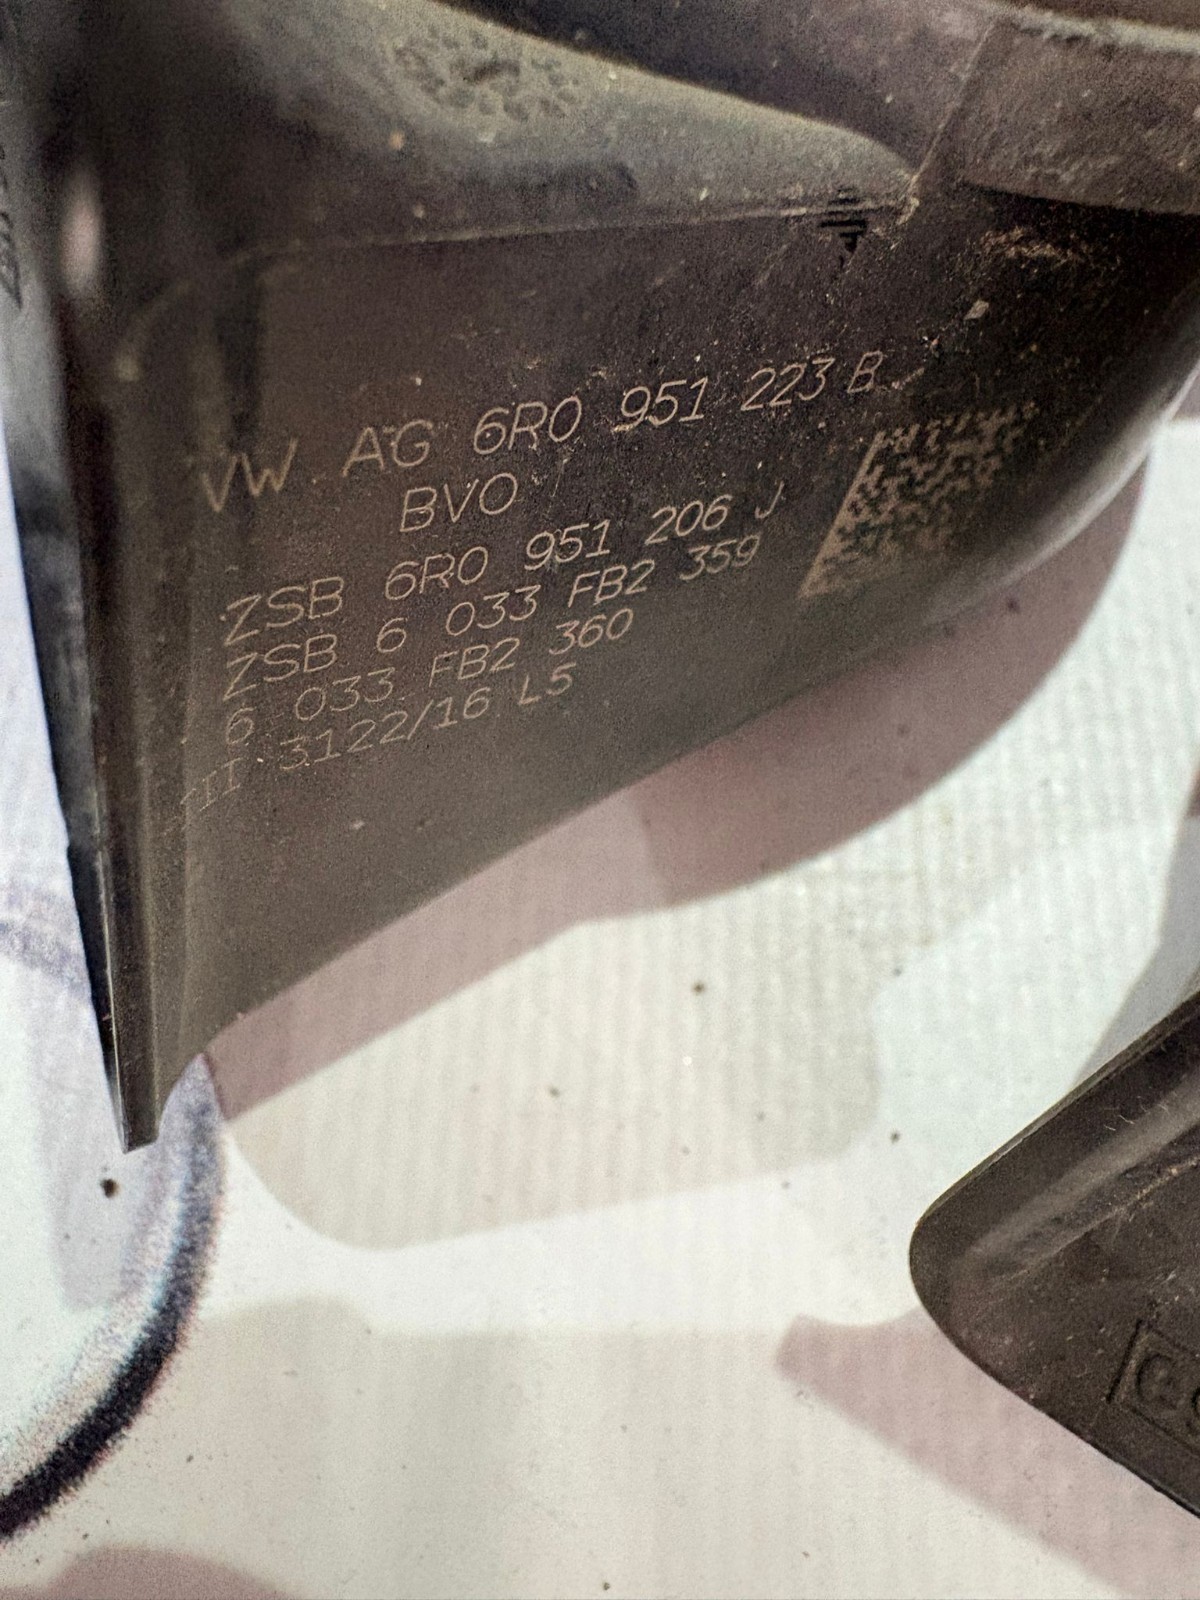 VW AG 6R0 951 223 B
BVO
ZSB 6R0 951 206 J
ZSB 6 033 FB2 359
6 033 FB2 360
3122/16 L5